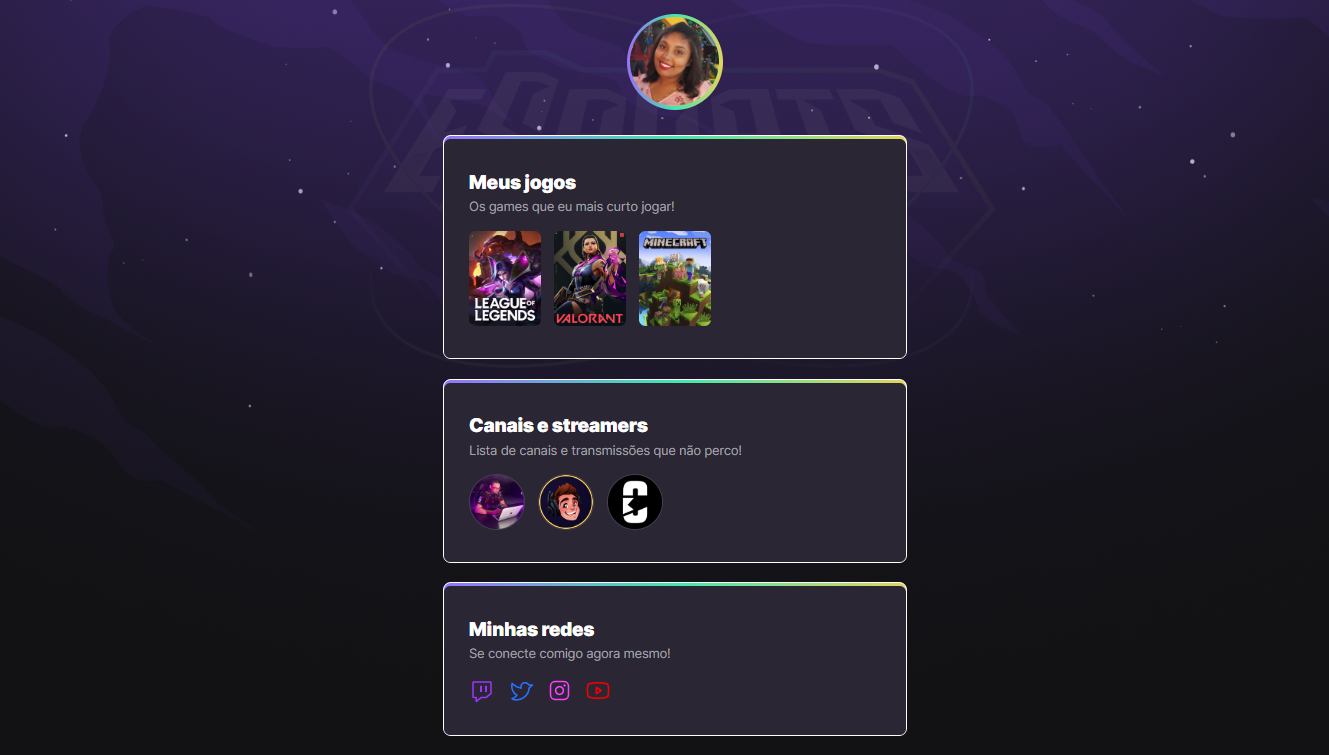 ESPORTS
Meus jogos
Os games que eu mais curto jogar!
LEAGUE OF
LEGENDS
VALORANT
MINECRAFT
Canais e streamers
Lista de canais e transmissões que não perco!
Minhas redes
Se conecte comigo agora mesmo!